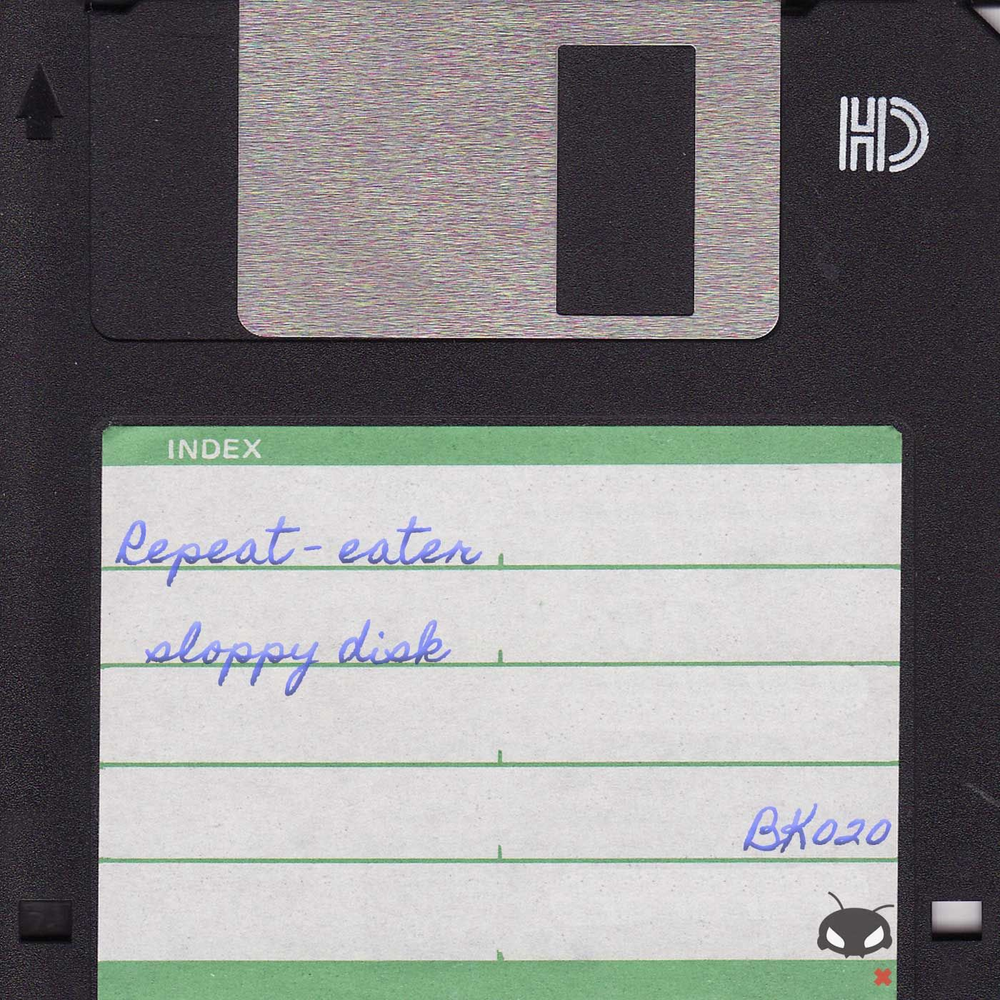 HD
INDEX
Repeat-eater
sloppy disk
BK020